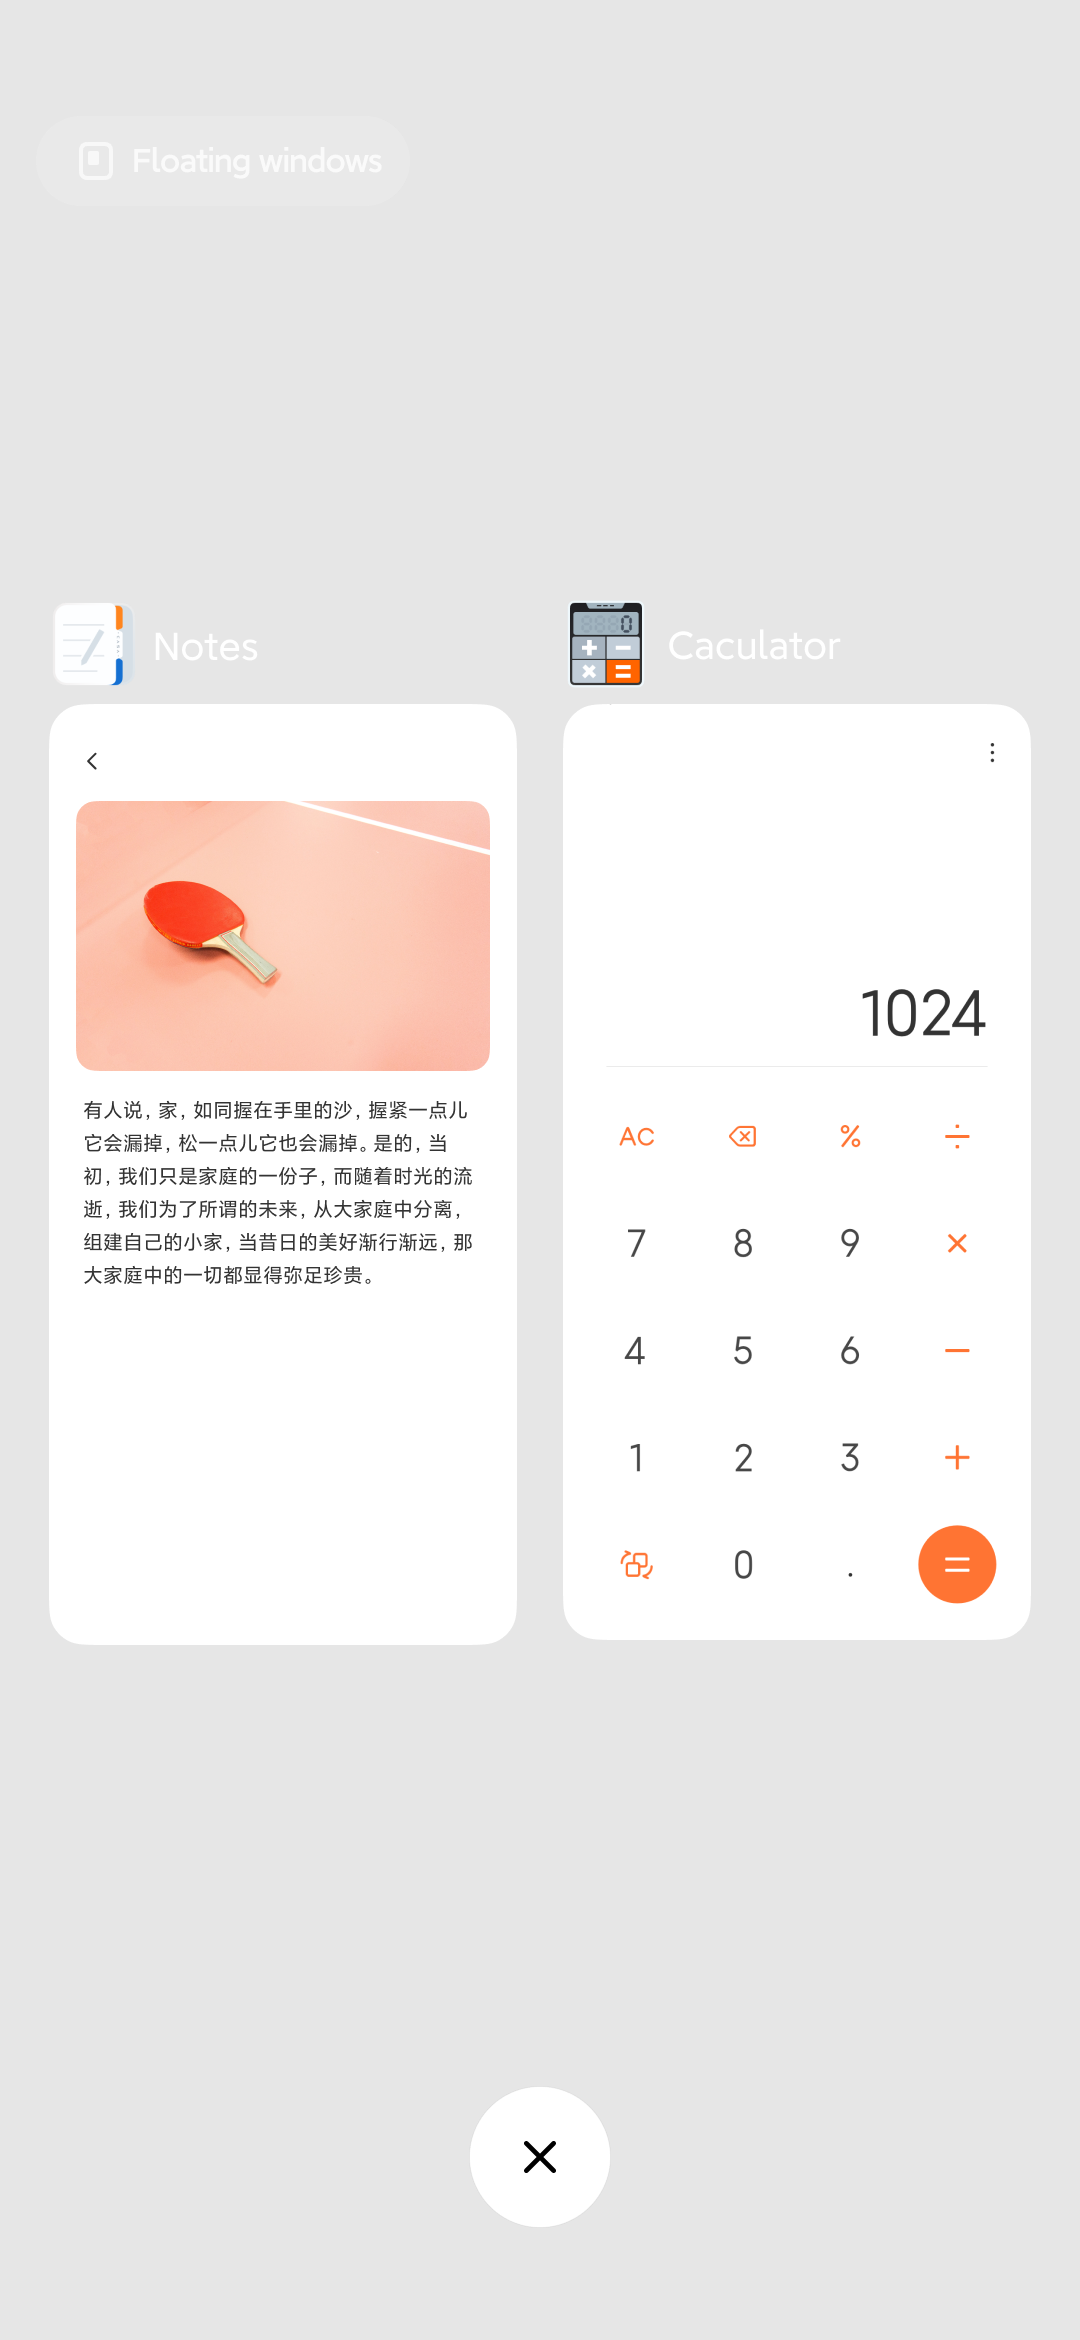 Floating windows
Notes
Caculator
0
有人说，家，如同握在手里的沙，握紧一点儿
它会漏掉，松一点儿它也会漏掉。是的，当
初，我们只是家庭的一份子，而随着时光的流
逝，我们为了所谓的未来，从大家庭中分离，
组建自己的小家，当昔日的美好渐行渐远，那
大家庭中的一切都显得弥足珍贵。
1024
AC % ÷
7 8 9 ×
4 5 6 −
1 2 3 +
0 . =